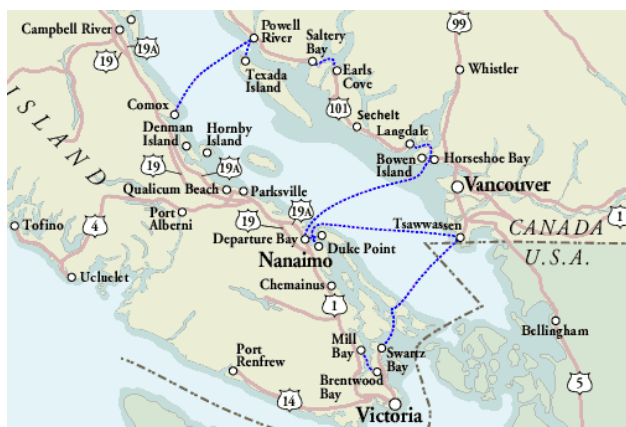 Campbell River
19
19A
Powell
River
Saltery
Bay
99
Texada
Island
Earls
Cove
Whistler
101
Comox
Denman
Island
Hornby
Island
Sechelt
Langdale
ISLAND
19
19A
Bowen
Island
Horseshoe Bay
Qualicum Beach
Parksville
Vancouver
Port
Alberni
19A
19
1
Tofino
4
Tsawwassen
CANADA
U.S.A.
Departure Bay
Duke Point
Nanaimo
Ucluelet
Chemainus
1
Bellingham
Mill
Bay
Swartz
Bay
Port
Renfrew
Brentwood
Bay
14
5
Victoria